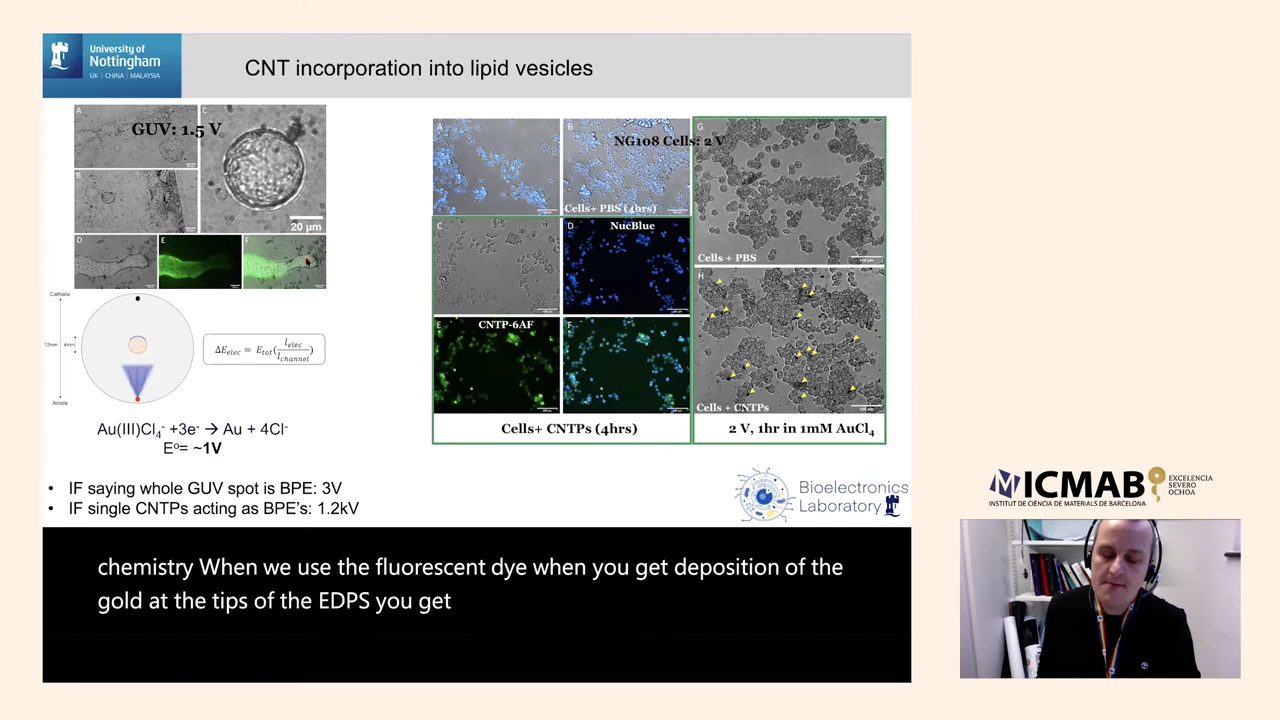 University of
Nottingham
UK | CHINA | MALAYSIA
CNT incorporation into lipid vesicles
A
C
GUV: 1.5 V
B
20 µm
D
E
F
Cathode
12mm
4mm
Anode
ΔE_elec = E_tot(l_elec/l_channel)
Au(III)Cl₄⁻ +3e⁻ → Au + 4Cl⁻
Eº= ~1V
• IF saying whole GUV spot is BPE: 3V
• IF single CNTPs acting as BPE's: 1.2kV
A
B
G
NG108 Cells: 2 V
Cells+ PBS (4hrs)
C
D
NucBlue
Cells + PBS
E
CNTP-6AF
F
H
Cells + CNTPs
Cells+ CNTPs (4hrs)
2 V, 1hr in 1mM AuCl₄
Bioelectronics
Laboratory
chemistry When we use the fluorescent dye when you get deposition of the
gold at the tips of the EDPS you get
ICMAB
EXCELENCIA
SEVERO
OCHOA
INSTITUT DE CIÈNCIA DE MATERIALS DE BARCELONA